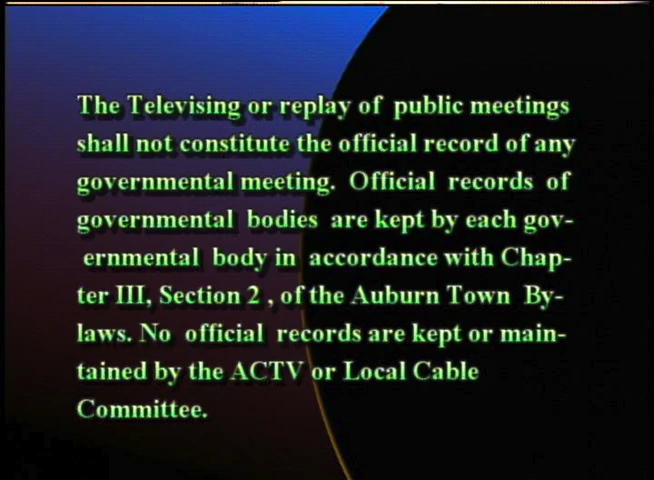 The Televising or replay of public meetings
shall not constitute the official record of any
governmental meeting. Official records of
governmental bodies are kept by each gov-
ernmental body in accordance with Chap-
ter III, Section 2 , of the Auburn Town By-
laws. No official records are kept or main-
tained by the ACTV or Local Cable
Committee.